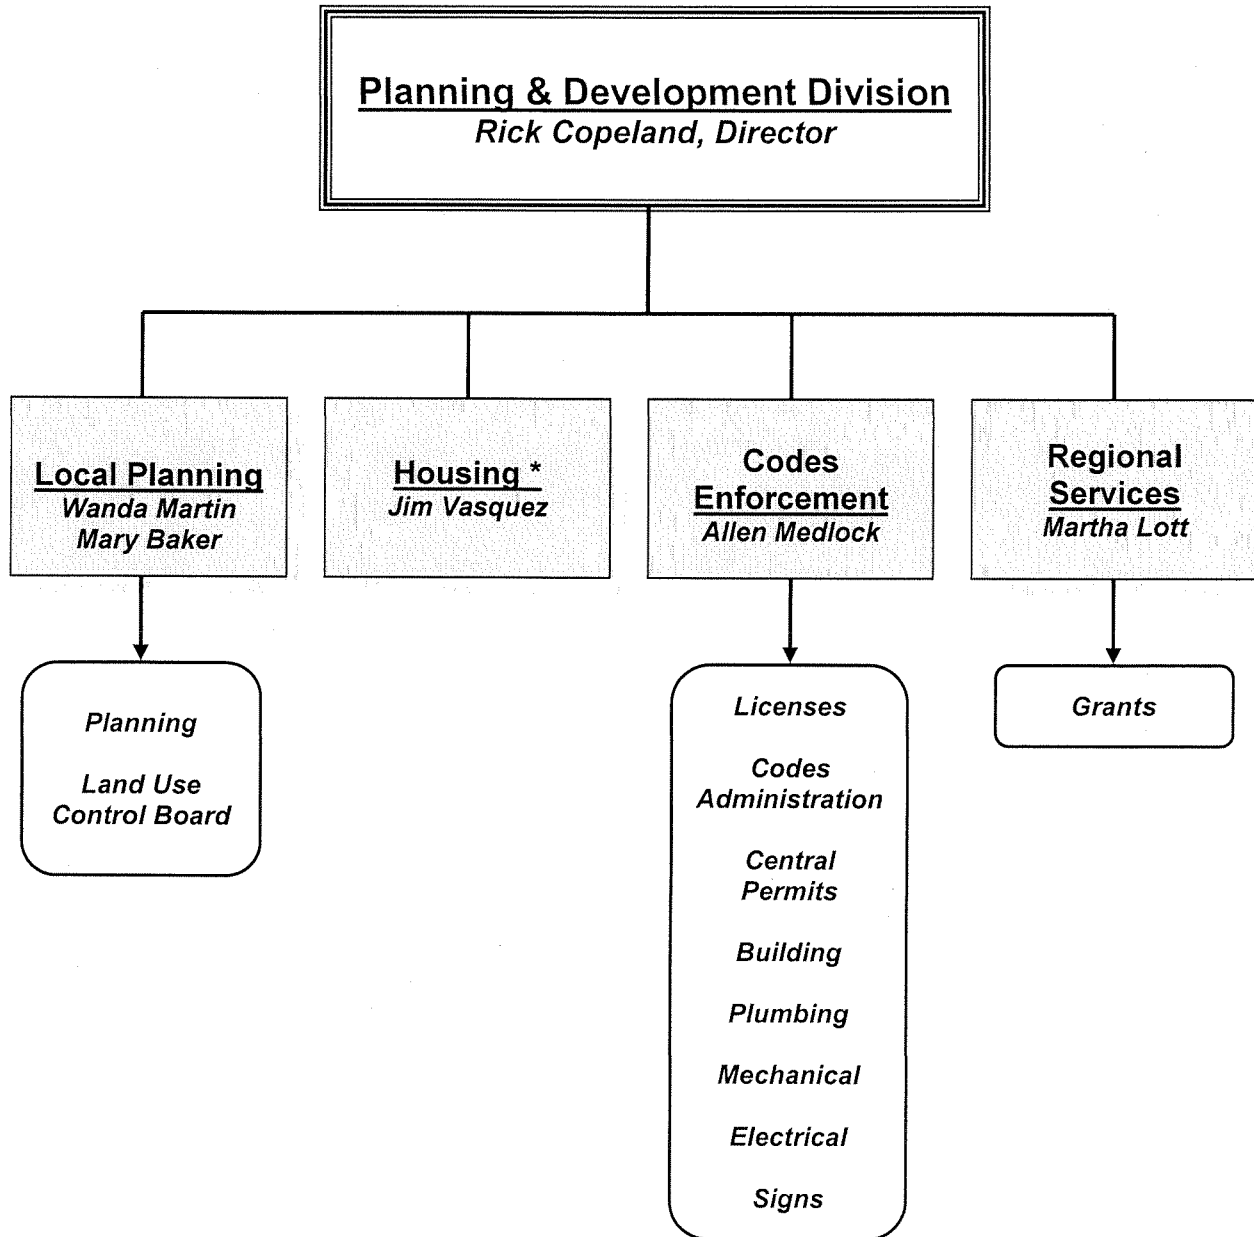 Planning & Development Division
Rick Copeland, Director
Local Planning
Wanda Martin
Mary Baker
Housing *
Jim Vasquez
Codes
Enforcement
Allen Medlock
Regional
Services
Martha Lott
Planning
Land Use
Control Board
Licenses
Codes
Administration
Central
Permits
Building
Plumbing
Mechanical
Electrical
Signs
Grants